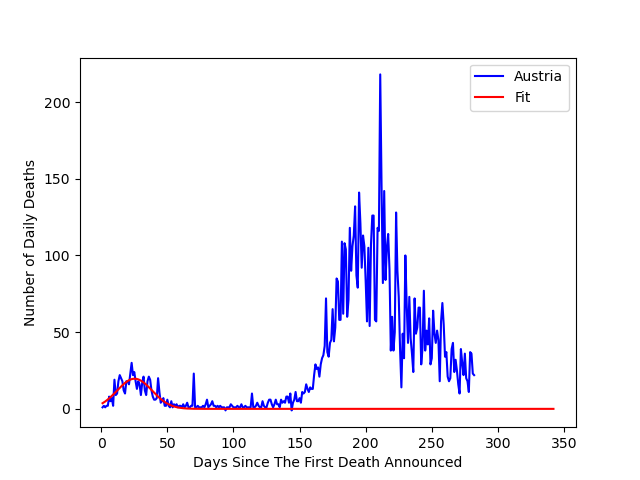 Austria
Fit
200
150
100
50
0
Number of Daily Deaths
0 50 100 150 200 250 300 350
Days Since The First Death Announced